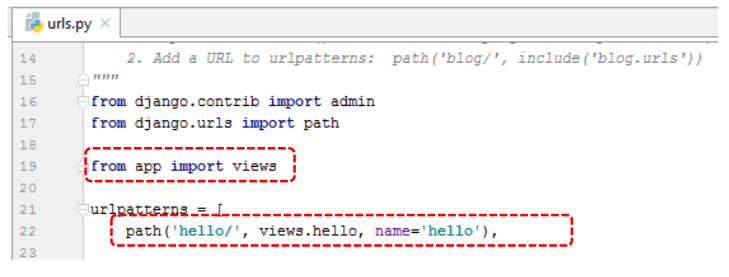 urls.py ×
14 2. Add a URL to urlpatterns:  path('blog/', include('blog.urls'))
15 """
16 from django.contrib import admin
17 from django.urls import path
18
19 from app import views
20
21 urlpatterns = [
22 path('hello/', views.hello, name='hello'),
23